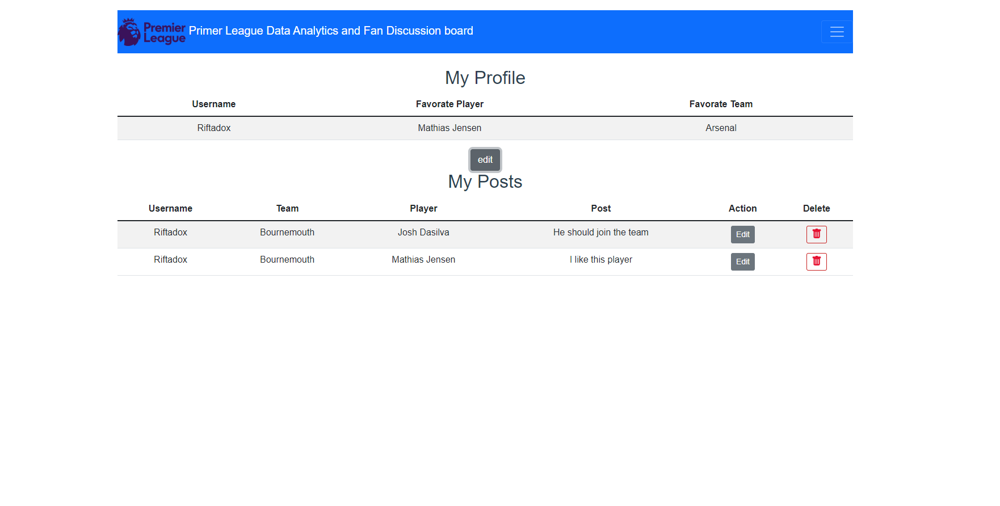 Premier
League
Primer League Data Analytics and Fan Discussion board
My Profile
Username Favorate Player Favorate Team
Riftadox Mathias Jensen Arsenal
edit
My Posts
Username Team Player Post Action Delete
Riftadox Bournemouth Josh Dasilva He should join the team Edit
Riftadox Bournemouth Mathias Jensen I like this player Edit